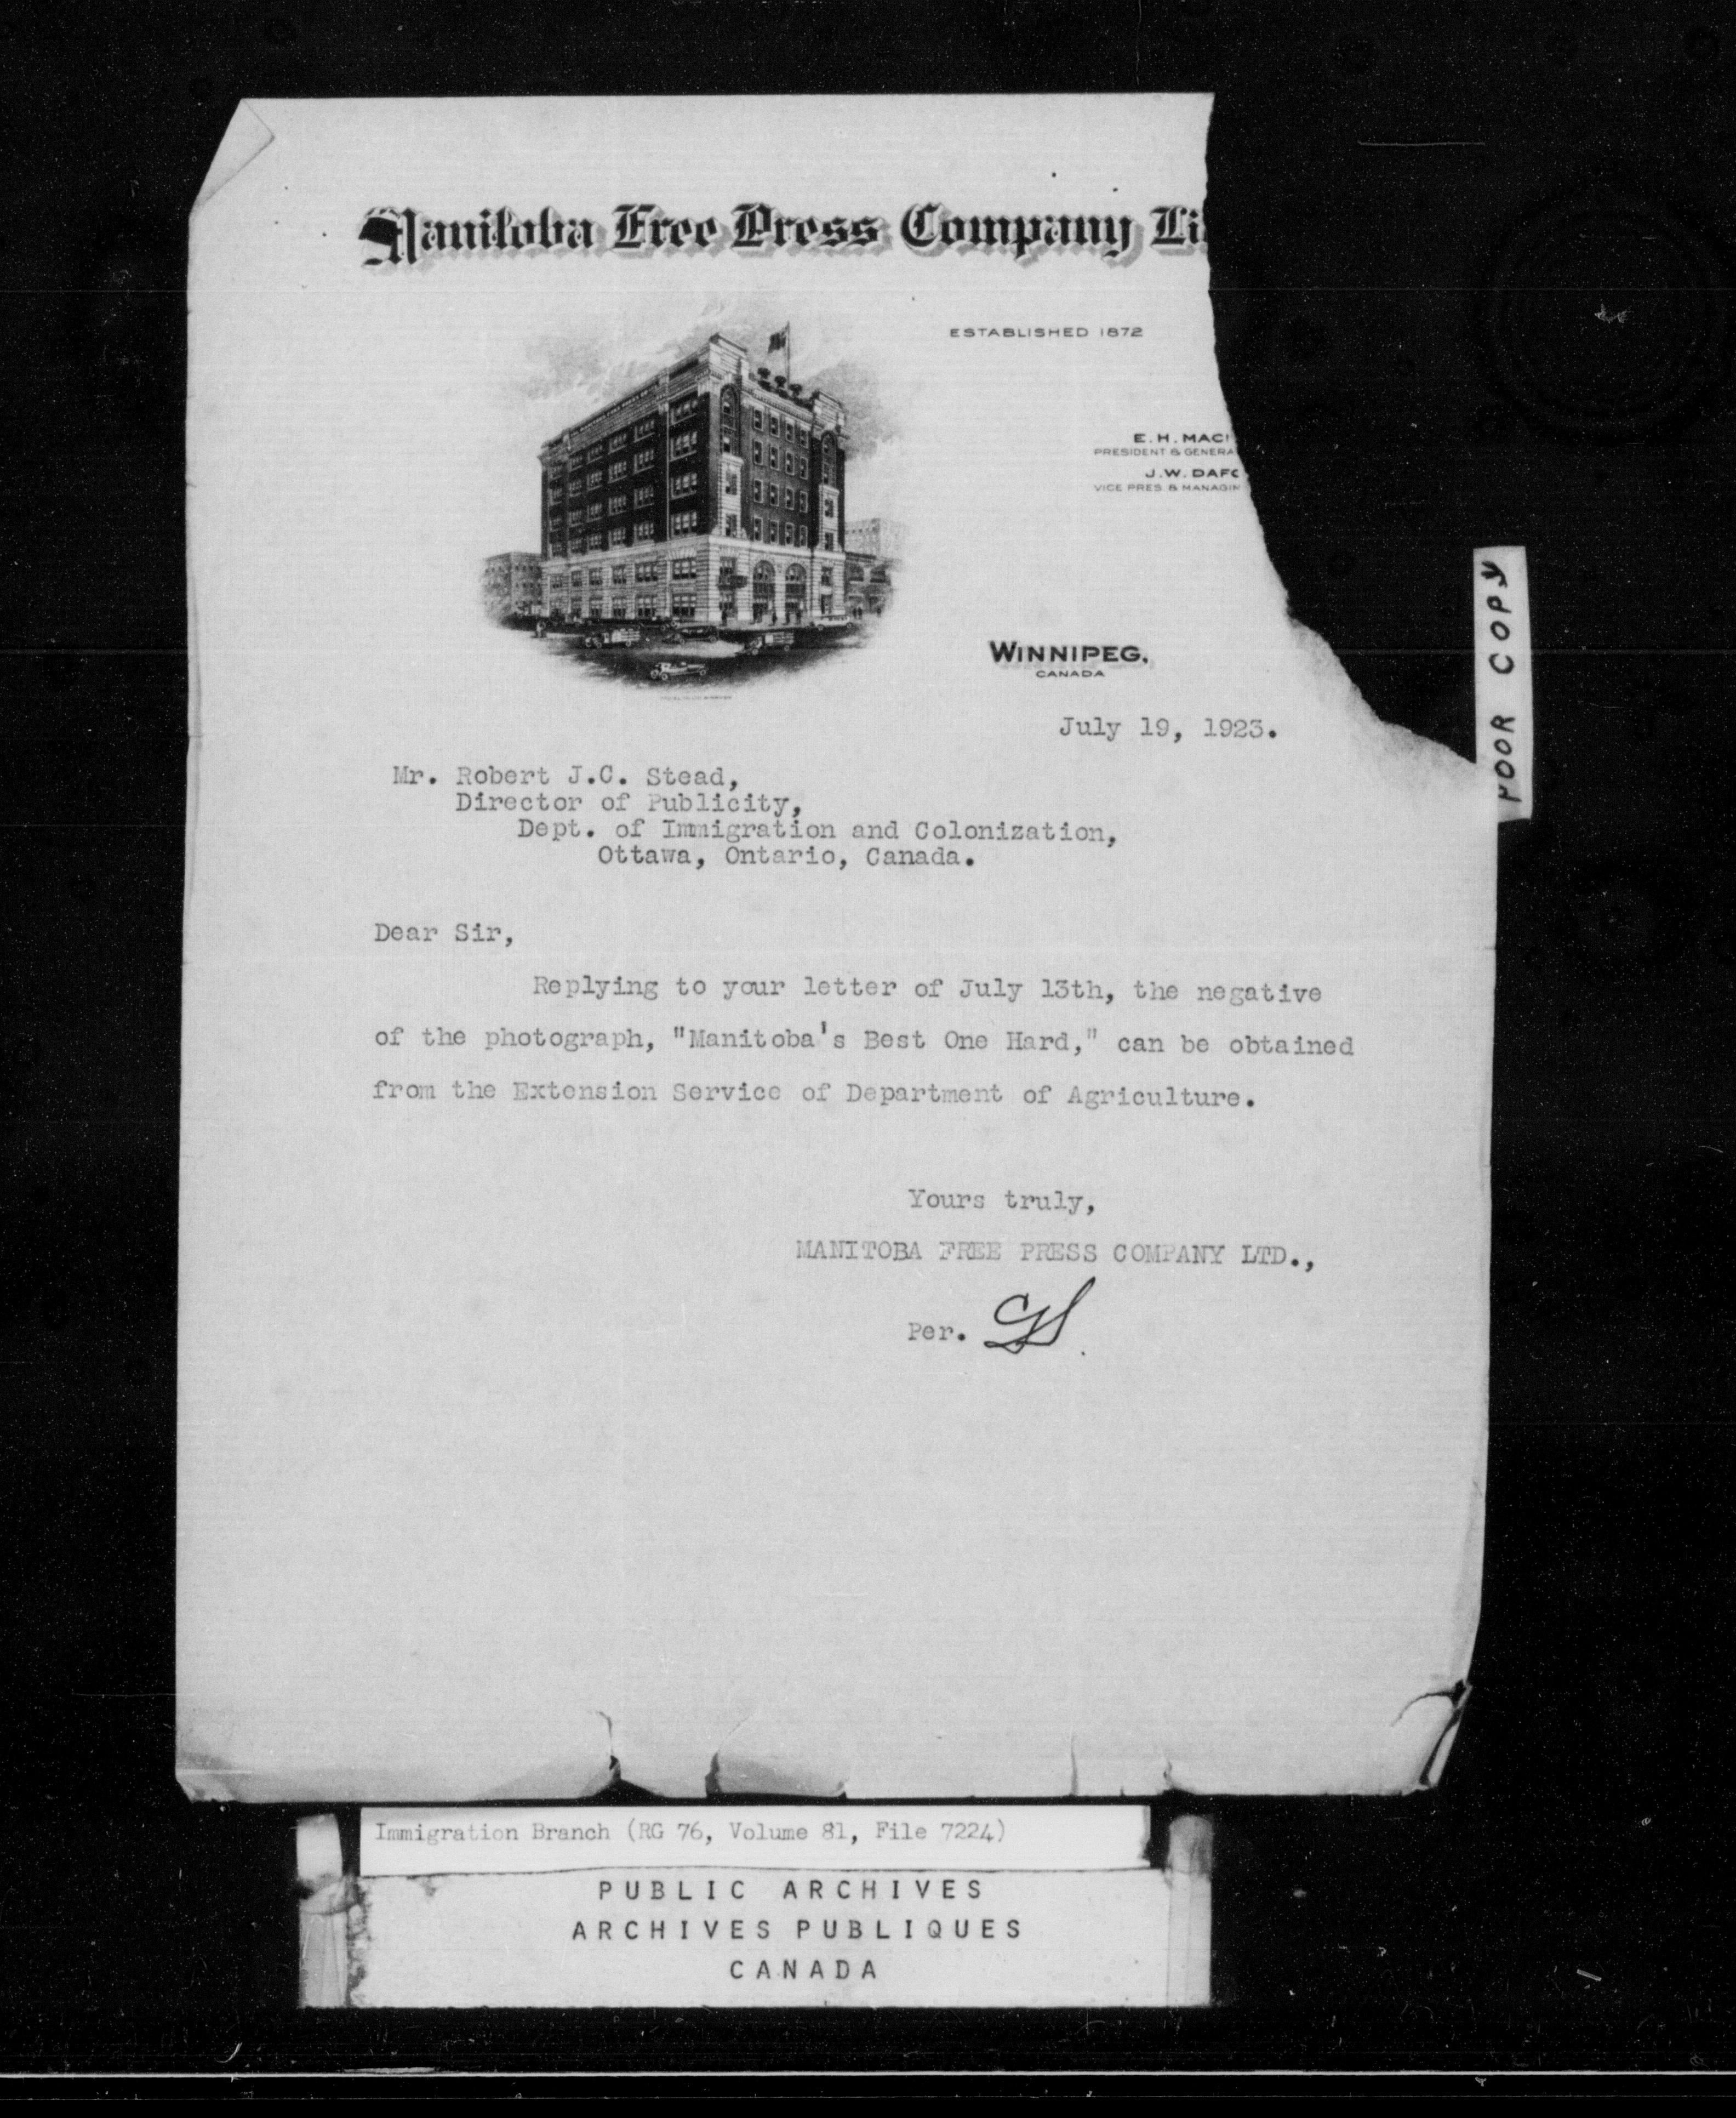 Manitoba Free Press Company Li
ESTABLISHED 1872
E. H. MAC
PRESIDENT & GENERA
J. W. DAFO
VICE PRES. & MANAGIN
WINNIPEG,
CANADA
POOR COPY
July 19, 1923.
Mr. Robert J.C. Stead,
Director of Publicity,
Dept. of Immigration and Colonization,
Ottawa, Ontario, Canada.
Dear Sir,
Replying to your letter of July 13th, the negative
of the photograph, "Manitoba's Best One Hard," can be obtained
from the Extension Service of Department of Agriculture.
Yours truly,
MANITOBA FREE PRESS COMPANY LTD.,
Per.
Immigration Branch (RG 76, Volume 81, File 7224)
PUBLIC ARCHIVES
ARCHIVES PUBLIQUES
CANADA